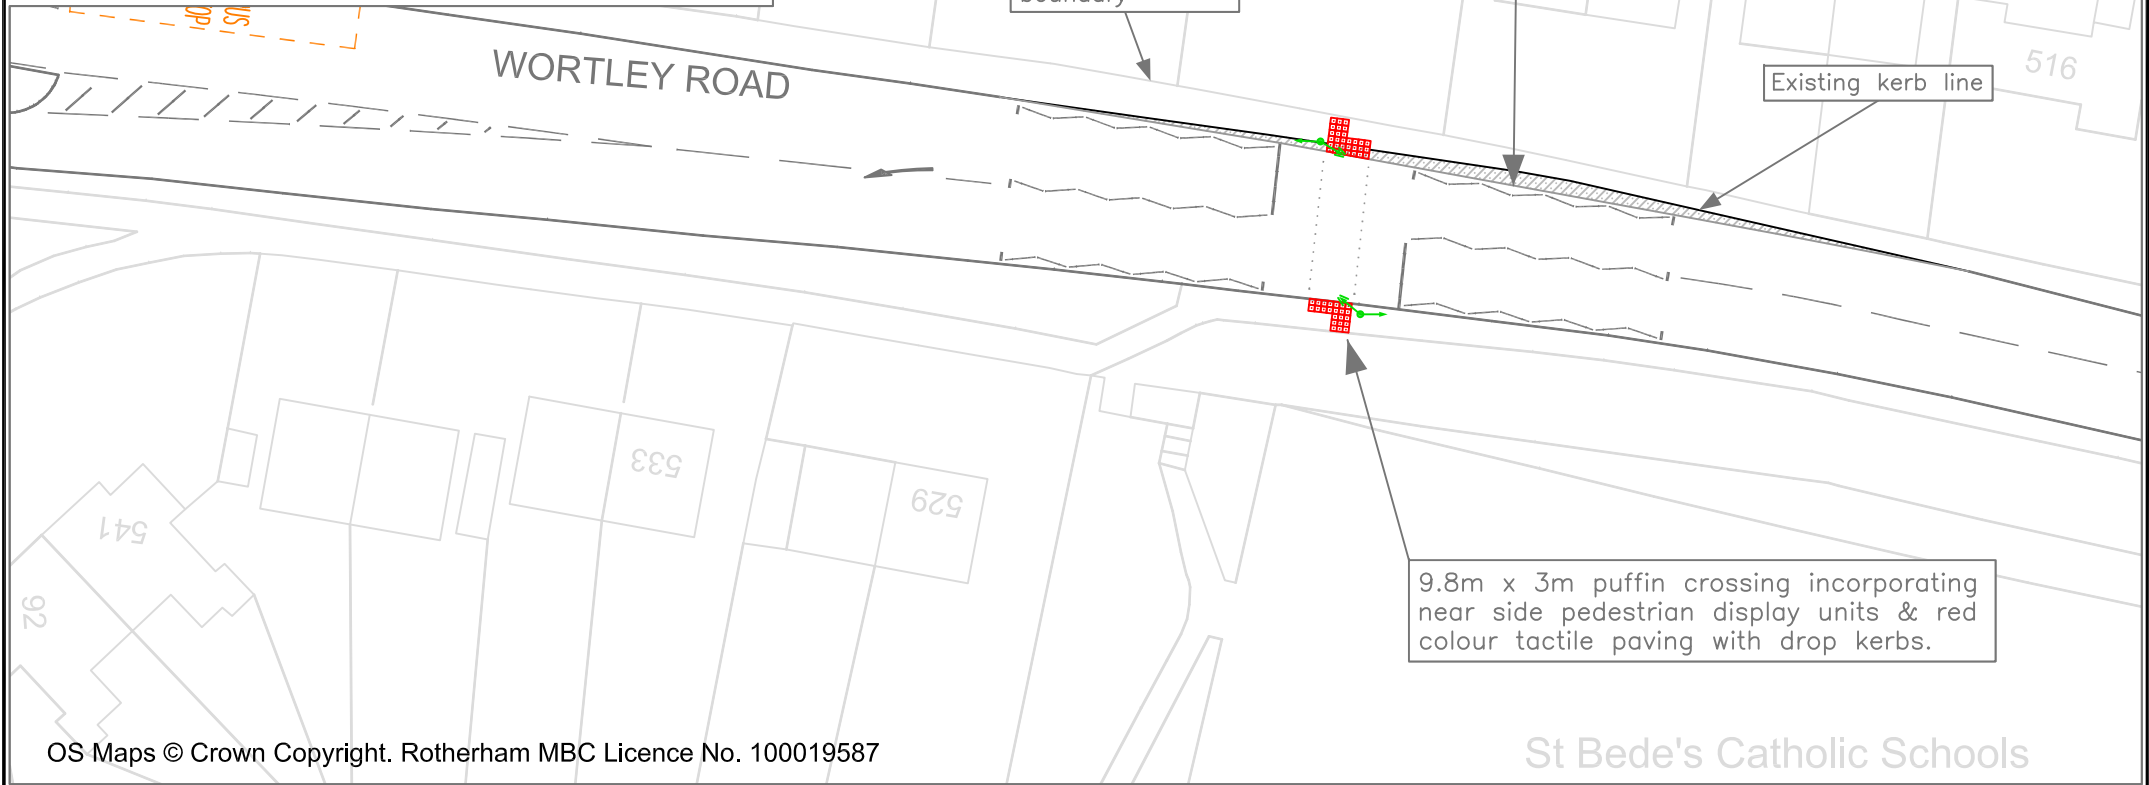 boundary
WORTLEY ROAD
516
Existing kerb line
533
529
541
92
9.8m x 3m puffin crossing incorporating
near side pedestrian display units & red
colour tactile paving with drop kerbs.
OS Maps © Crown Copyright. Rotherham MBC Licence No. 100019587
St Bede's Catholic Schools